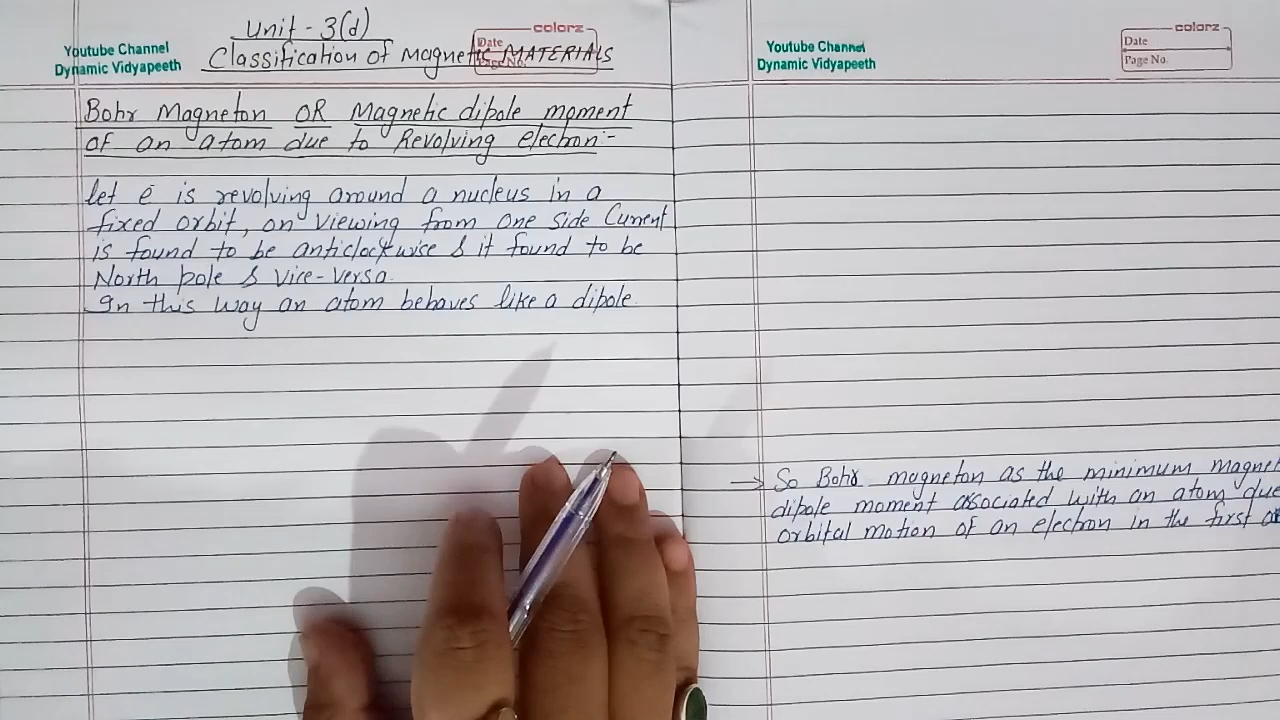 Unit - 3(d)
Classification of Magnetic MATERIALS
colorz
Date
Page No.
Youtube Channel
Dynamic Vidyapeeth
Bohr Magneton OR Magnetic dipole moment
of an atom due to Revolving electron:-
let e is revolving around a nucleus in a
fixed orbit, on viewing from one side Current
is found to be anticlockwise & it found to be
North pole & Vice-Versa.
In this way an atom behaves like a dipole.
Youtube Channel
Dynamic Vidyapeeth
colorz
Date
Page No.
→ So Bohr magneton as the minimum magnet
dipole moment associated with an atom due
orbital motion of an electron in the first